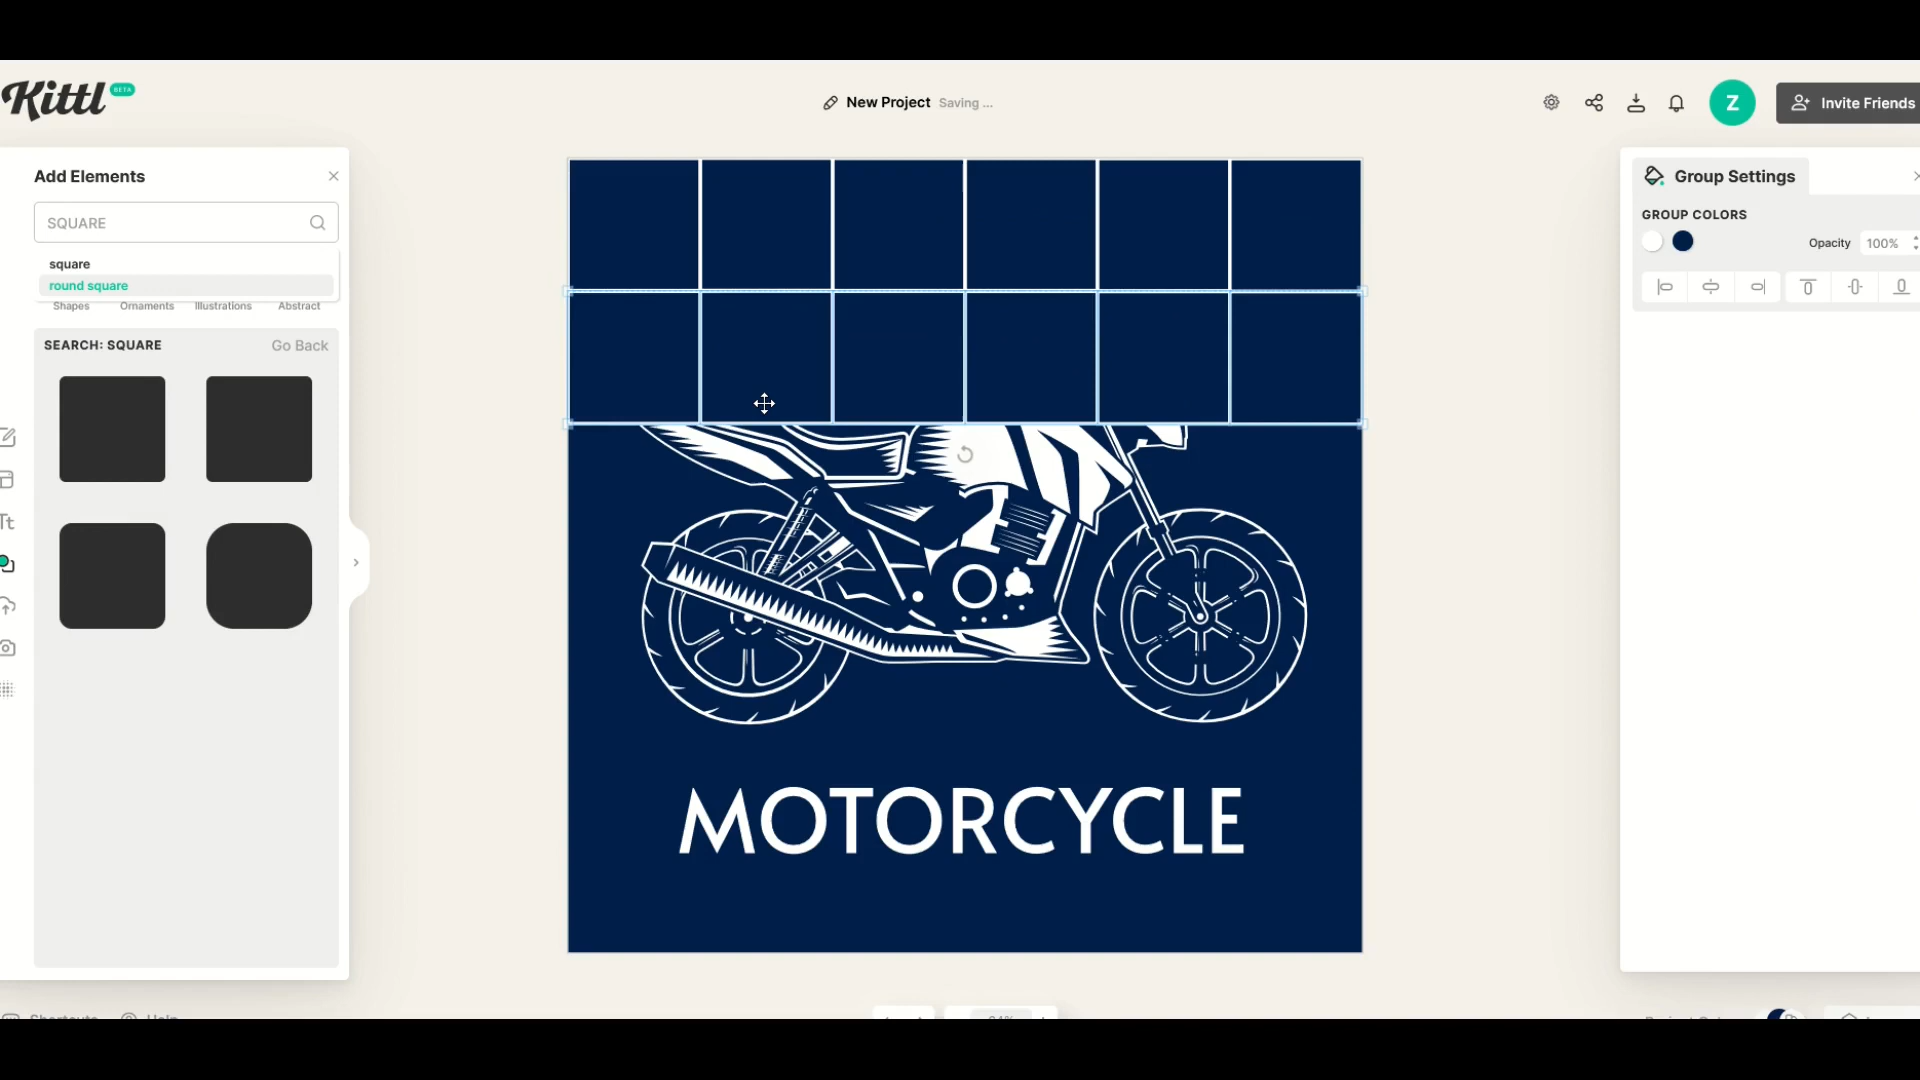 Kittl BETA
New Project Saving ...
Z
Invite Friends
Add Elements
SQUARE
square
round square
Shapes Ornaments Illustrations Abstract
SEARCH: SQUARE Go Back
Tt
Group Settings
GROUP COLORS
Opacity 100%
MOTORCYCLE